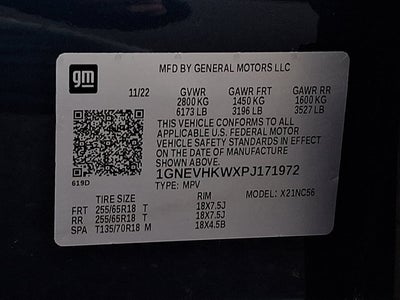 gm
MFD BY GENERAL MOTORS LLC
11/22 GVWR GAWR FRT GAWR RR
2800 KG 1450 KG 1600 KG
6173 LB 3196 LB 3527 LB
THIS VEHICLE CONFORMS TO ALL
APPLICABLE U.S. FEDERAL MOTOR
VEHICLE SAFETY STANDARDS IN EFFECT
ON THE DATE OF MANUFACTURE
SHOWN ABOVE.
619D 1GNEVHKWXPJ171972
TYPE: MPV MODEL: X21NC56
TIRE SIZE RIM
FRT 255/65R18 T 18X7.5J
RR 255/65R18 T 18X7.5J
SPA T135/70R18 M 18X4.5B